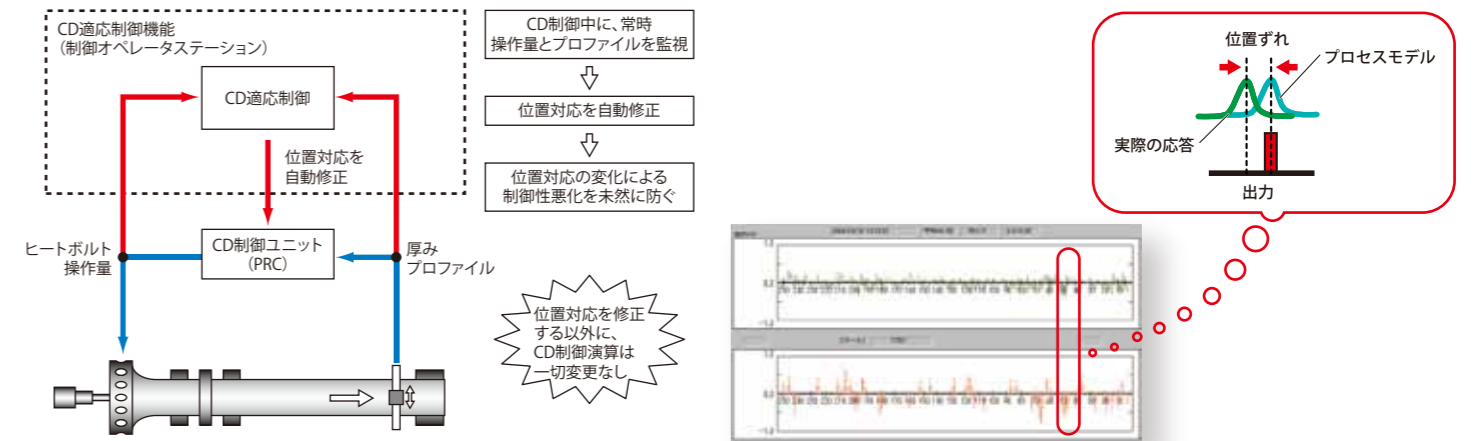 CD適応制御機能
（制御オペレータステーション）
CD適応制御
位置対応を
自動修正
ヒートボルト
操作量
CD制御ユニット
（PRC）
厚み
プロファイル
CD制御中に、常時
操作量とプロファイルを監視
位置対応を自動修正
位置対応の変化による
制御性悪化を未然に防ぐ
位置対応を修正
する以外に、
CD制御演算は
一切変更なし
位置ずれ
プロセスモデル
実際の応答
出力